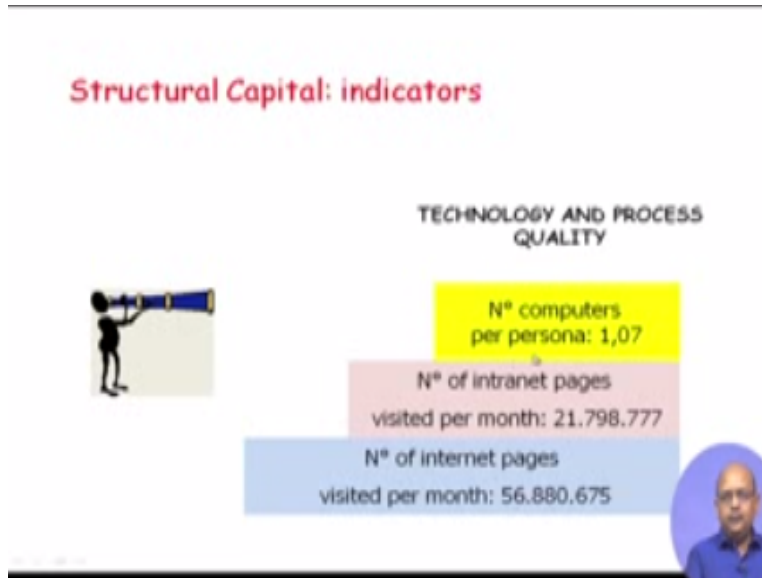 Structural Capital: indicators
TECHNOLOGY AND PROCESS
QUALITY
N° computers
per persona: 1,07
N° of intranet pages
visited per month: 21.798.777
N° of internet pages
visited per month: 56.880.675